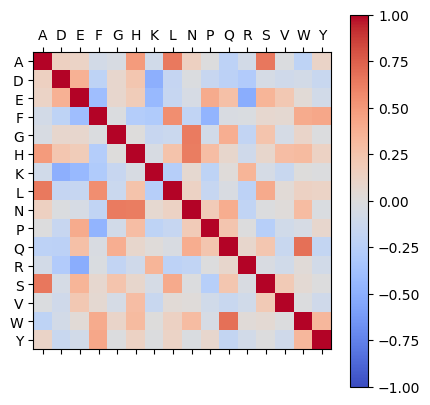 A D E F G H K L N P Q R S V W Y
A
D
E
F
G
H
K
L
N
P
Q
R
S
V
W
Y
1.00
0.75
0.50
0.25
0.00
−0.25
−0.50
−0.75
−1.00